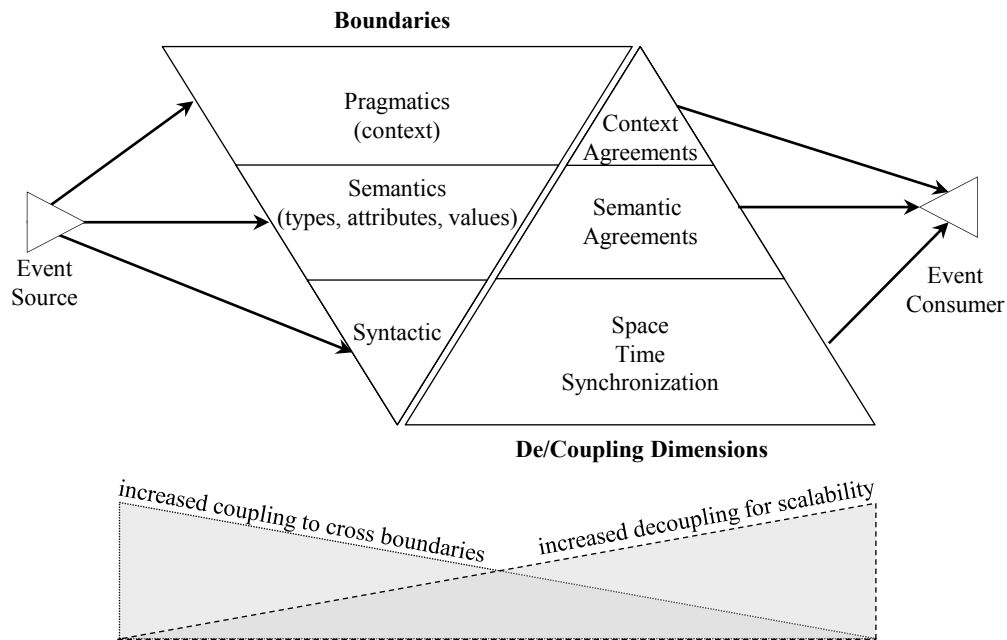 Boundaries
Pragmatics
(context)
Semantics
(types, attributes, values)
Syntactic
Context
Agreements
Semantic
Agreements
Space
Time
Synchronization
Event
Source
Event
Consumer
De/Coupling Dimensions
increased coupling to cross boundaries
increased decoupling for scalability